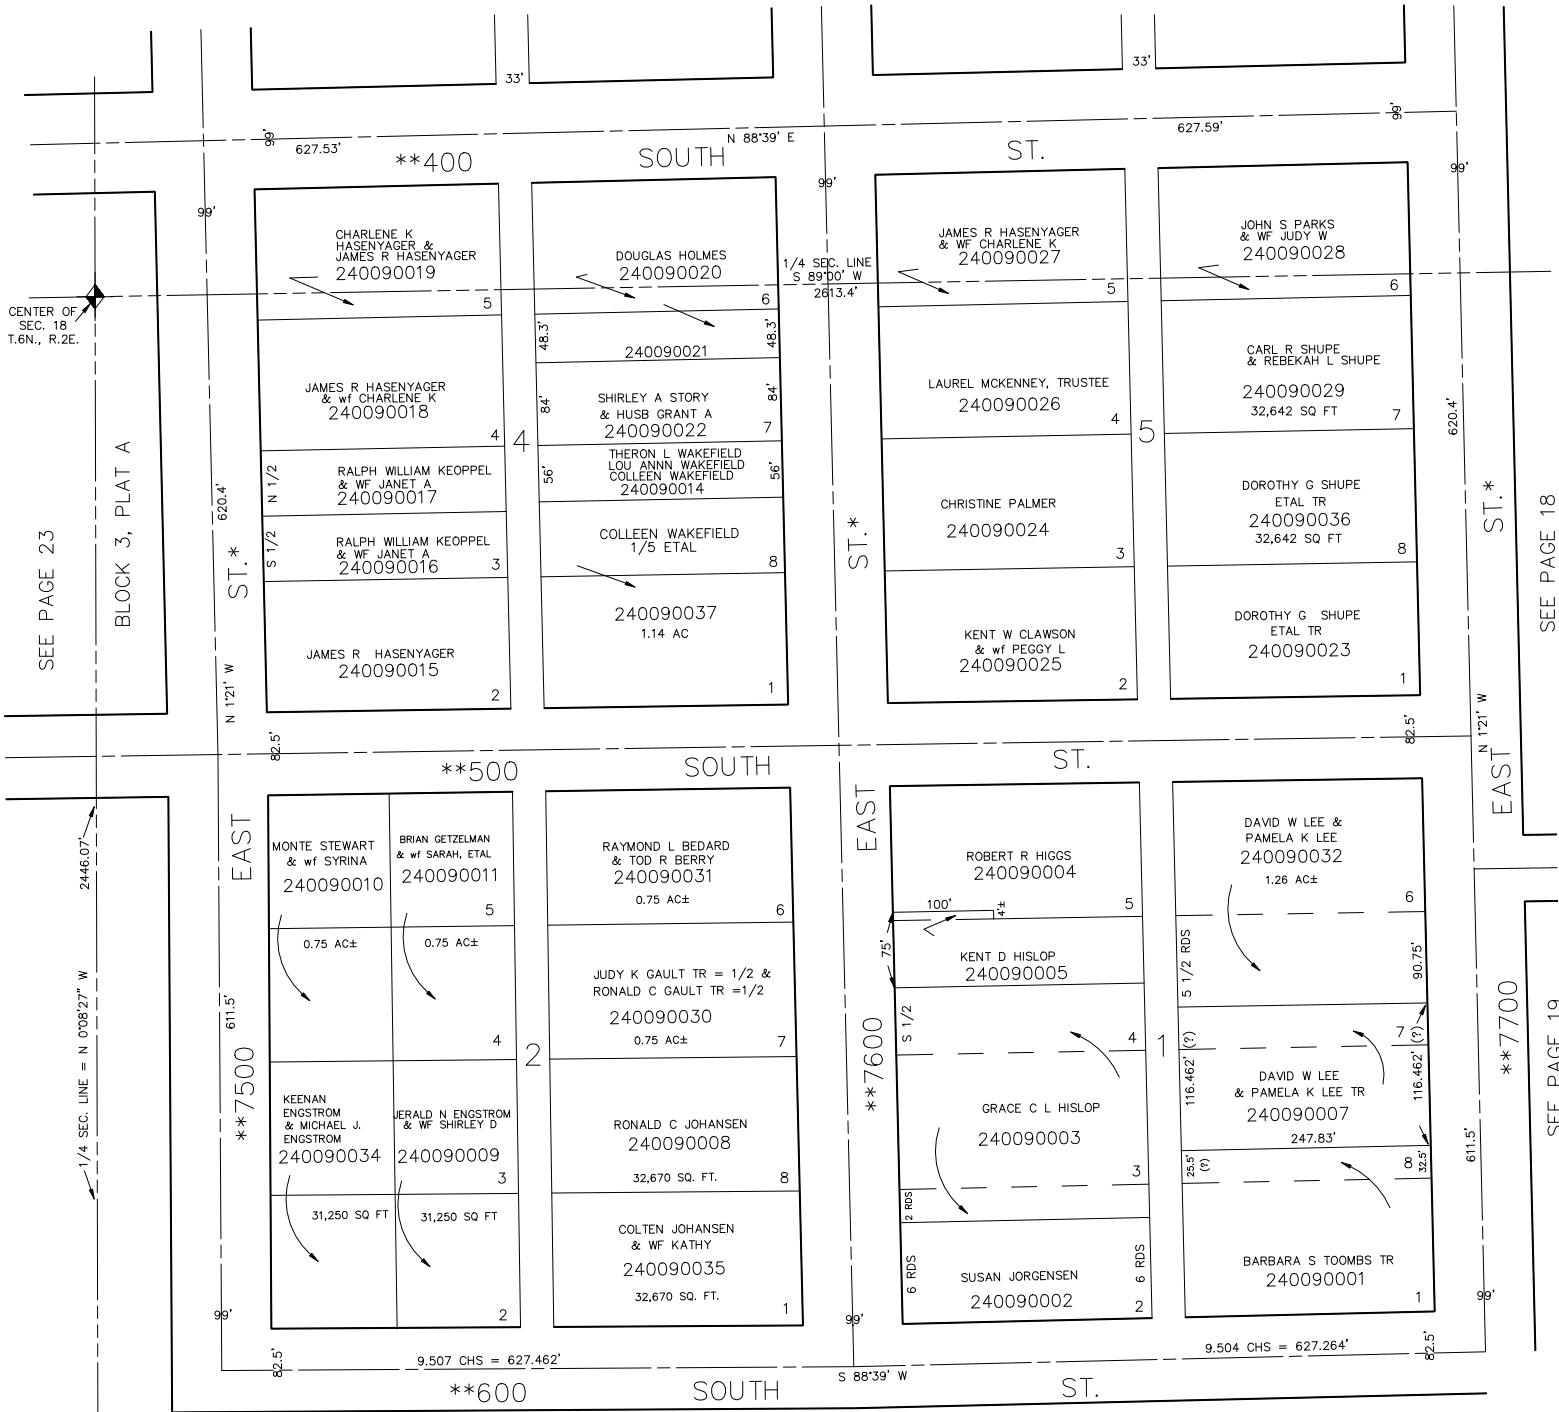 33'
33'
99'
627.53'
N 88°39' E
627.59'
99'
**400 SOUTH ST.
99'
99'
99'
CHARLENE K
HASENYAGER &
JAMES R HASENYAGER
240090019
5
DOUGLAS HOLMES
240090020
6
1/4 SEC. LINE
S 89°00' W
2613.4'
JAMES R HASENYAGER
& WF CHARLENE K
240090027
5
JOHN S PARKS
& WF JUDY W
240090028
6
CENTER OF
SEC. 18
T.6N., R.2E.
48.3'
240090021
48.3'
JAMES R HASENYAGER
& wf CHARLENE K
240090018
4
4
84'
SHIRLEY A STORY
& HUSB GRANT A
240090022
84'
7
LAUREL MCKENNEY, TRUSTEE
240090026
4
5
CARL R SHUPE
& REBEKAH L SHUPE
240090029
32,642 SQ FT
7
620.4'
SEE PAGE 23
BLOCK 3, PLAT A
620.4'
N 1/2
RALPH WILLIAM KEOPPEL
& WF JANET A
240090017
56'
THERON L WAKEFIELD
LOU ANNN WAKEFIELD
COLLEEN WAKEFIELD
240090014
56'
S 1/2
RALPH WILLIAM KEOPPEL
& WF JANET A
240090016
3
COLLEEN WAKEFIELD
1/5 ETAL
8
CHRISTINE PALMER
240090024
3
DOROTHY G SHUPE
ETAL TR
240090036
32,642 SQ FT
8
ST.*
ST.*
ST.*
SEE PAGE 18
240090037
1.14 AC
1
JAMES R  HASENYAGER
240090015
2
KENT W CLAWSON
& wf PEGGY L
240090025
2
DOROTHY G  SHUPE
ETAL TR
240090023
1
N 1°21' W
N 1°21' W
82.5'
82.5'
**500 SOUTH ST.
EAST
EAST
EAST
2446.07'
MONTE STEWART
& wf SYRINA
240090010
0.75 AC±
BRIAN GETZELMAN
& wf SARAH, ETAL
240090011
5
0.75 AC±
4
RAYMOND L BEDARD
& TOD R BERRY
240090031
0.75 AC±
6
ROBERT R HIGGS
240090004
5
100'
4'±
75'
KENT D HISLOP
240090005
DAVID W LEE &
PAMELA K LEE
240090032
1.26 AC±
6
5 1/2 RDS
90.75'
JUDY K GAULT TR = 1/2 &
RONALD C GAULT TR =1/2
240090030
0.75 AC±
7
2
611.5'
1/4 SEC. LINE = N 0°08'27" W
S 1/2
4
1
116.462' (?)
7
116.462' (?)
**7500
**7600
**7700
SEE PAGE 19
KEENAN
ENGSTROM
& MICHAEL J.
ENGSTROM
240090034
31,250 SQ FT
JERALD N ENGSTROM
& WF SHIRLEY D
240090009
3
31,250 SQ FT
2
RONALD C JOHANSEN
240090008
32,670 SQ. FT.
8
GRACE C L HISLOP
240090003
3
DAVID W LEE
& PAMELA K LEE TR
240090007
247.83'
25.5'
(?)
8
32.5'
611.5'
2 RDS
COLTEN JOHANSEN
& WF KATHY
240090035
32,670 SQ. FT.
1
6 RDS
SUSAN JORGENSEN
240090002
6 RDS
2
BARBARA S TOOMBS TR
240090001
1
99'
99'
99'
82.5'
9.507 CHS = 627.462'
S 88°39' W
9.504 CHS = 627.264'
82.5'
**600 SOUTH ST.